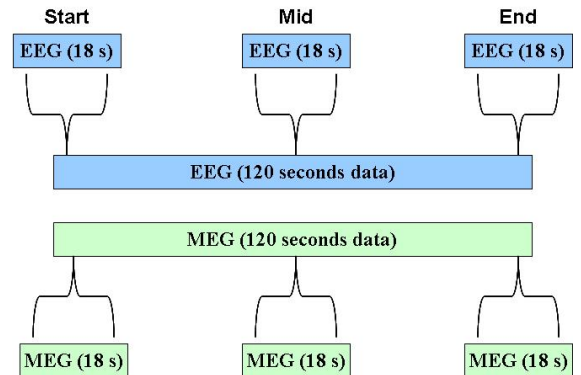 Start Mid End
EEG (18 s) EEG (18 s) EEG (18 s)
EEG (120 seconds data)
MEG (120 seconds data)
MEG (18 s) MEG (18 s) MEG (18 s)